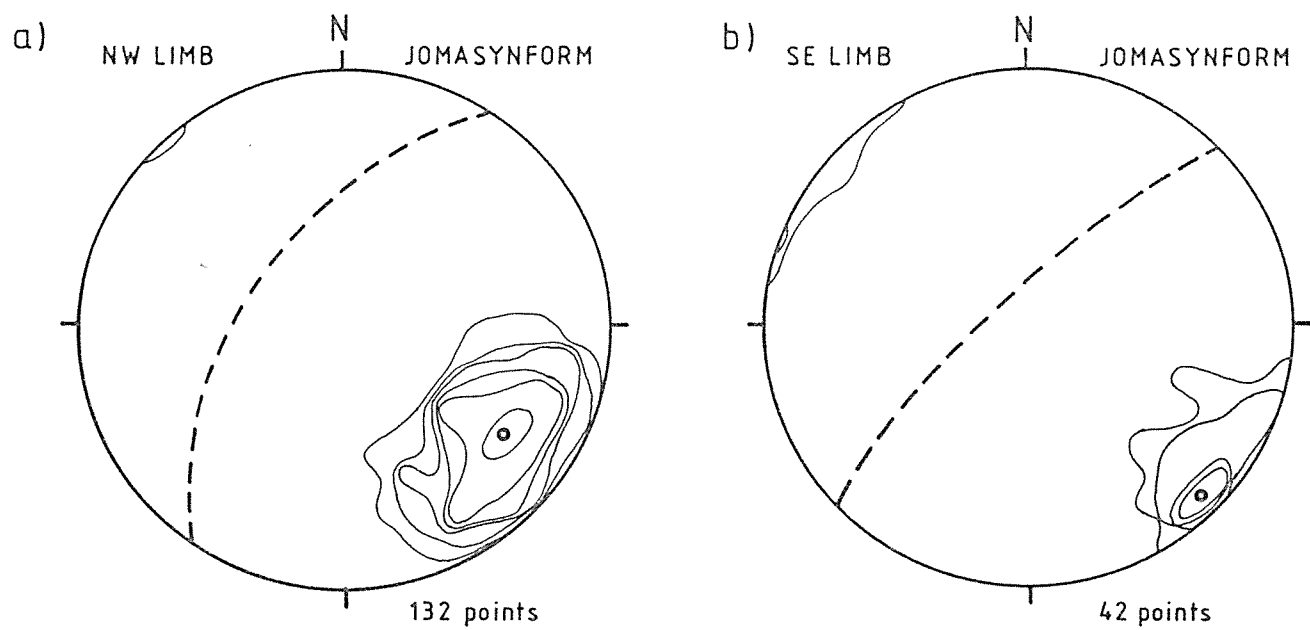 a)
N
NW LIMB JOMASYNFORM
132 points
b)
N
SE LIMB JOMASYNFORM
42 points